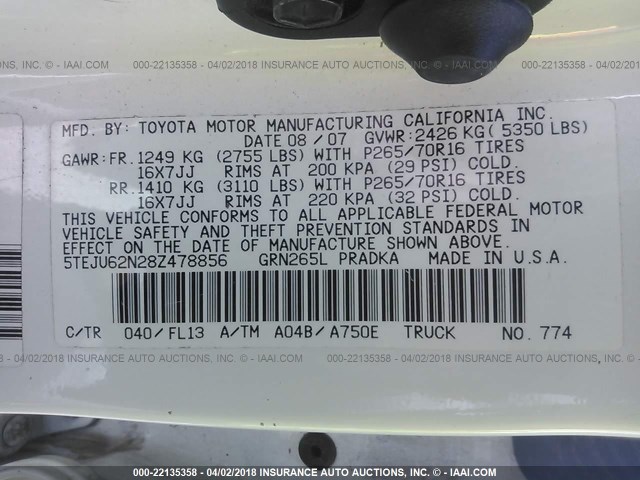 000-22135358 - 04/02/2018 INSURANCE AUTO AUCTIONS, INC. - © IAAI.COM
MFD. BY: TOYOTA MOTOR MANUFACTURING CALIFORNIA INC.
DATE 08 / 07 GVWR:2426 KG( 5350 LBS)
GAWR:FR.1249 KG (2755 LBS) WITH P265/70R16 TIRES
16X7JJ RIMS AT 200 KPA (29 PSI) COLD.
RR.1410 KG (3110 LBS) WITH P265/70R16 TIRES
16X7JJ RIMS AT 220 KPA (32 PSI) COLD.
THIS VEHICLE CONFORMS TO ALL APPLICABLE FEDERAL MOTOR
VEHICLE SAFETY AND THEFT PREVENTION STANDARDS IN
EFFECT ON THE DATE OF MANUFACTURE SHOWN ABOVE.
5TEJU62N28Z478856 GRN265L PRADKA MADE IN U.S.A.
C/TR 040/FL13 A/TM A04B/A750E TRUCK NO. 774
000-22135358 - 04/02/2018 INSURANCE AUTO AUCTIONS, INC. - © IAAI.COM
000-22135358 - 04/02/2018 INSURANCE AUTO AUCTIONS, INC. - © IAAI.COM